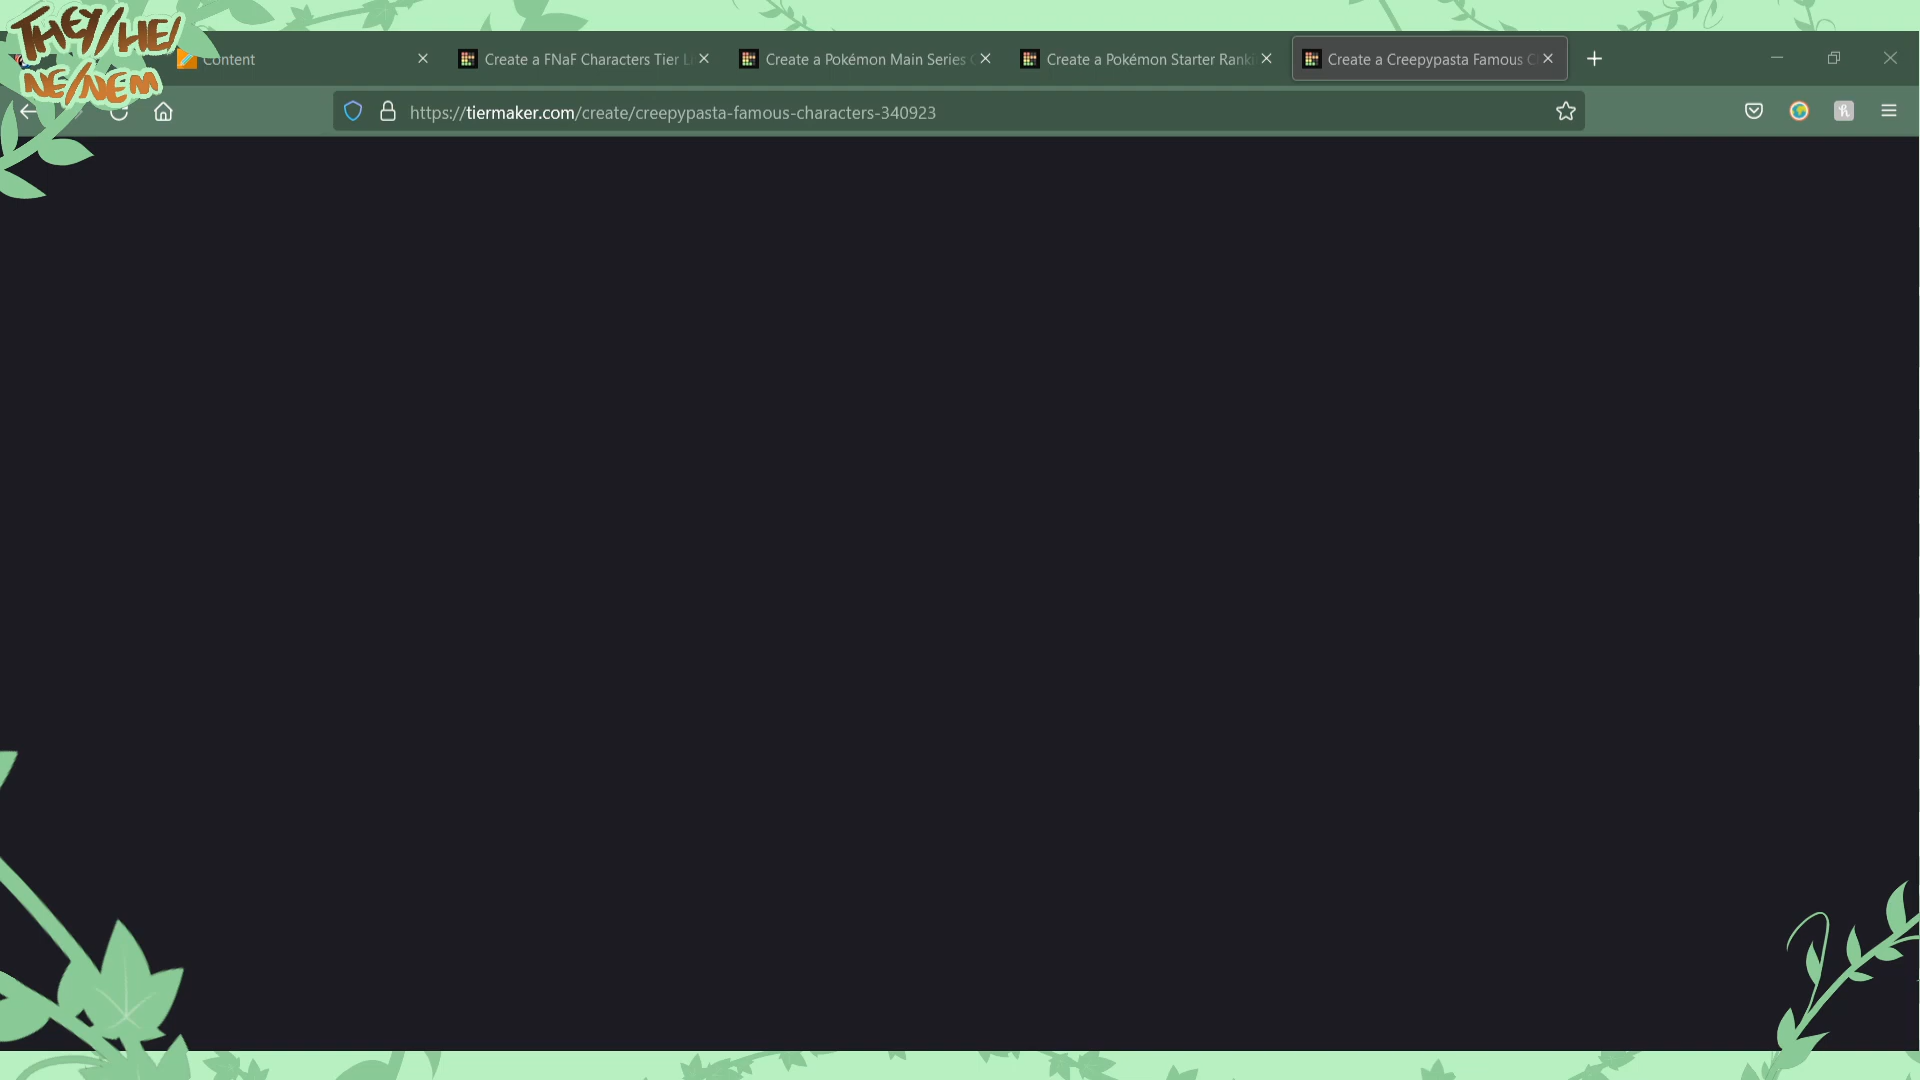 THEY/HE/
NE/NEM
Content
Create a FNaF Characters Tier Li
Create a Pokémon Main Series
Create a Pokémon Starter Ranki
Create a Creepypasta Famous C
https://tiermaker.com/create/creepypasta-famous-characters-340923